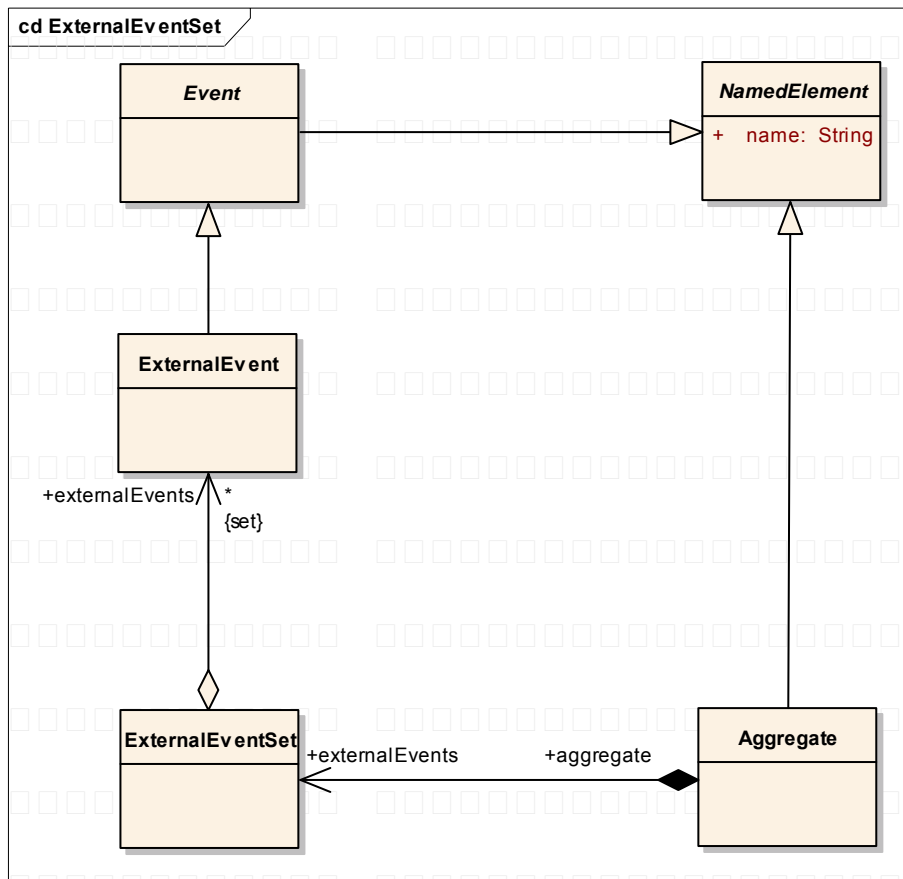 cd ExternalEventSet
Event
NamedElement
+ name: String
ExternalEvent
+externalEvents
*
{set}
ExternalEventSet
+externalEvents
+aggregate
Aggregate